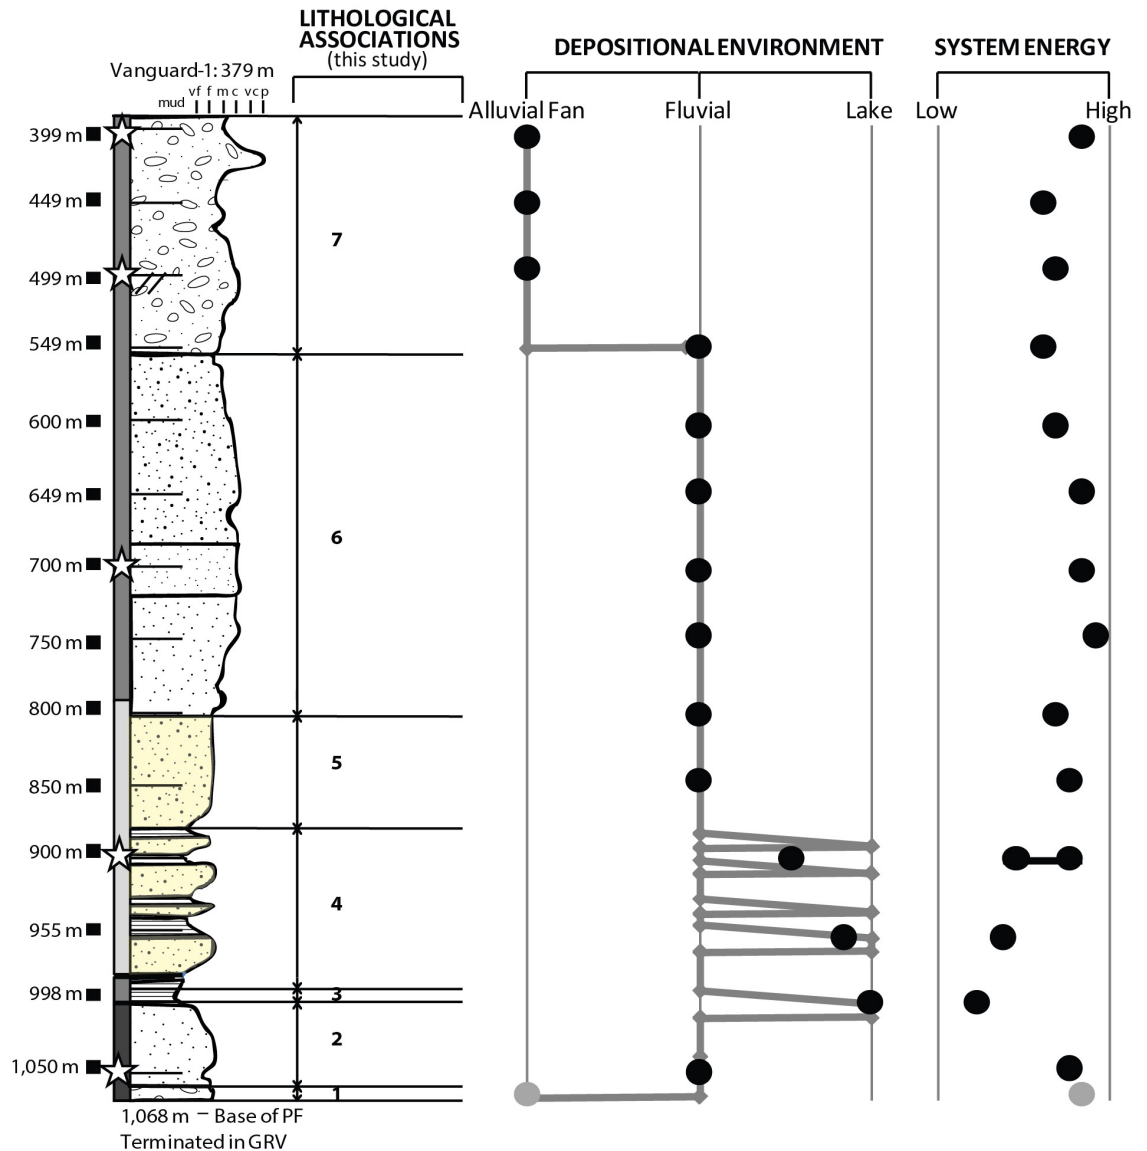 LITHOLOGICAL
ASSOCIATIONS
(this study)
DEPOSITIONAL ENVIRONMENT
SYSTEM ENERGY
Vanguard-1: 379 m
mud vf f m c vc p
Alluvial Fan Fluvial Lake Low High
399 m
449 m
7
499 m
549 m
600 m
649 m
6
700 m
750 m
800 m
5
850 m
900 m
4
955 m
998 m
3
2
1,050 m
1
1,068 m – Base of PF
Terminated in GRV